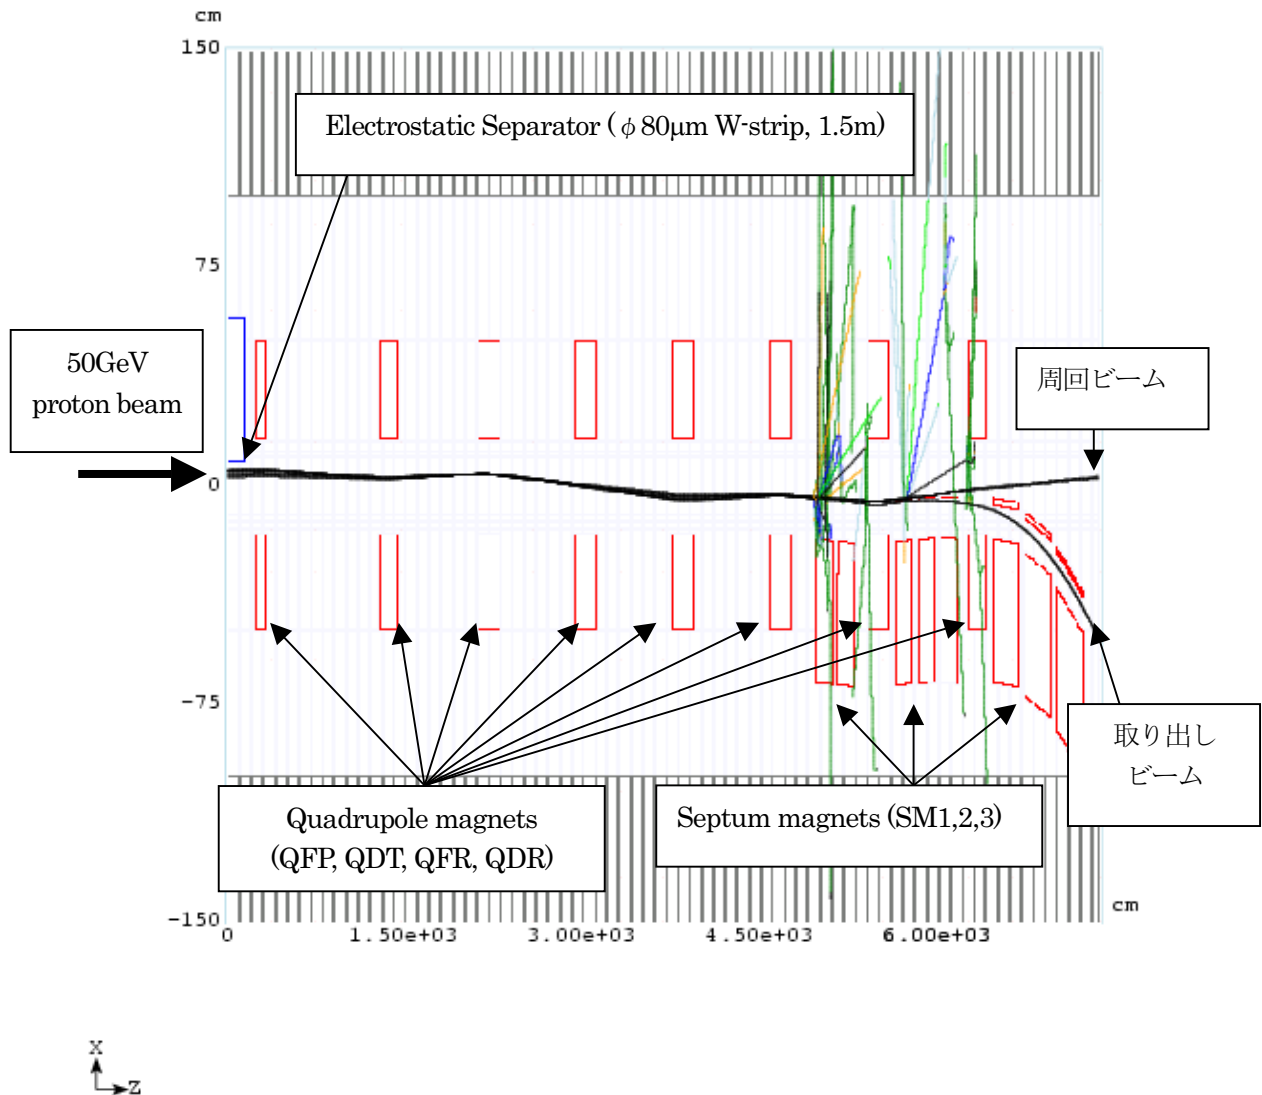 cm
150
Electrostatic Separator (φ80μm W-strip, 1.5m)
75
50GeV
proton beam
周回ビーム
0
-75
取り出し
ビーム
Quadrupole magnets
(QFP, QDT, QFR, QDR)
Septum magnets (SM1,2,3)
-150
cm
0 1.50e+03 3.00e+03 4.50e+03 6.00e+03
X
Z